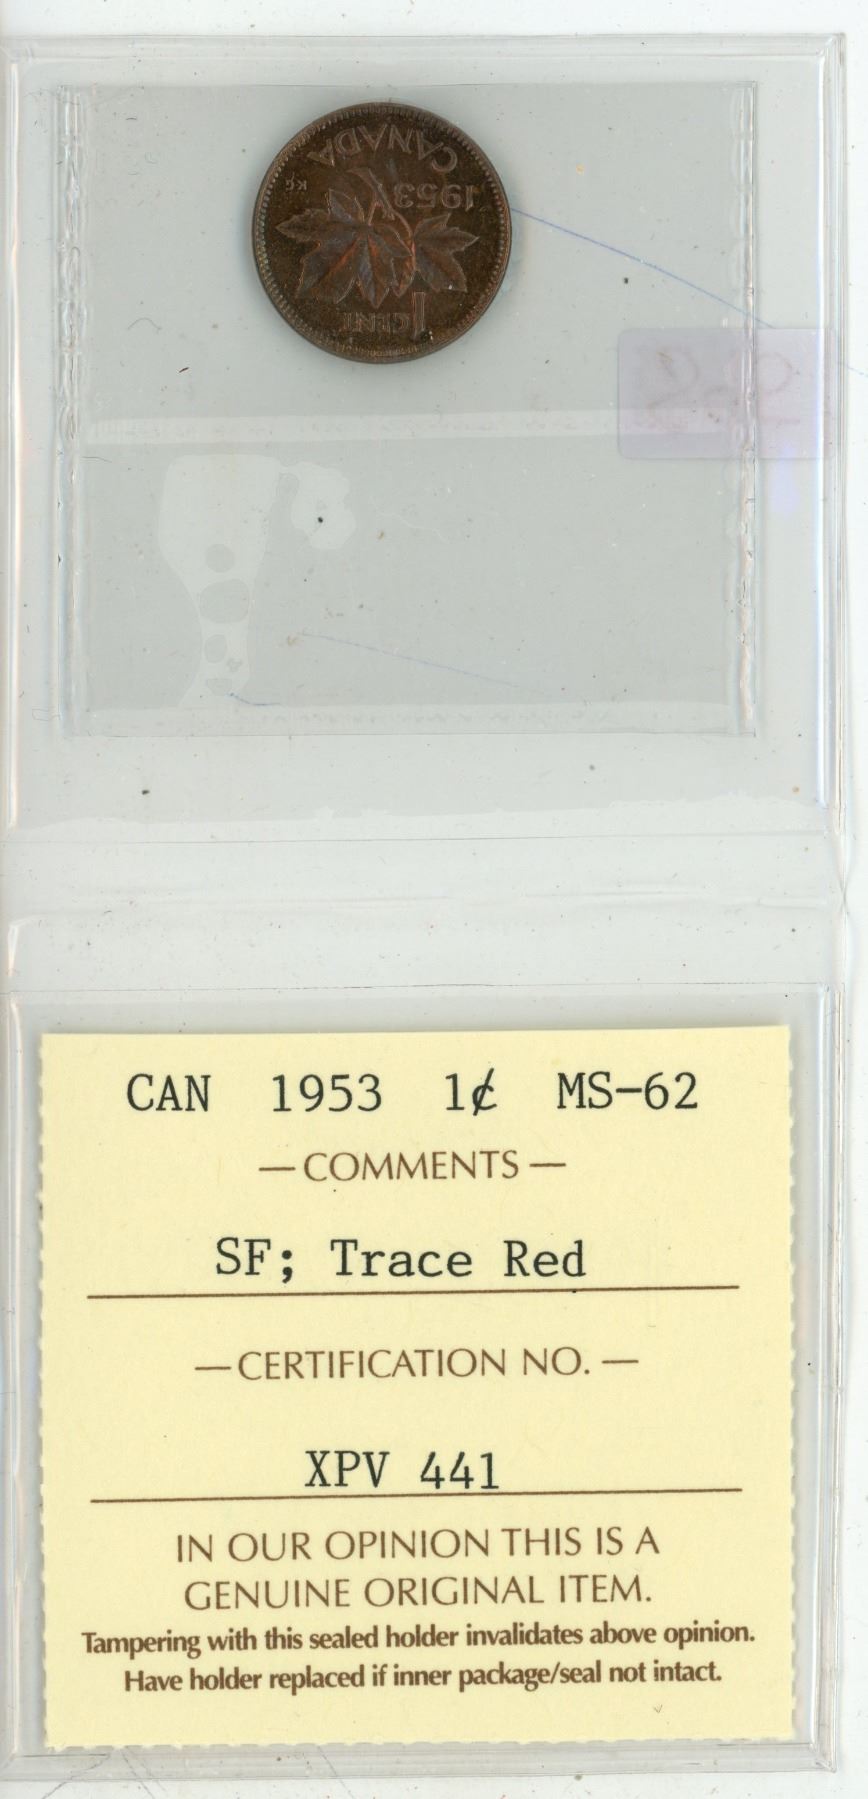 CANADA
KG
1953
1
CENT
CAN 1953 1¢ MS-62
— COMMENTS —
SF; Trace Red
— CERTIFICATION NO. —
XPV 441
IN OUR OPINION THIS IS A
GENUINE ORIGINAL ITEM.
Tampering with this sealed holder invalidates above opinion.
Have holder replaced if inner package/seal not intact.